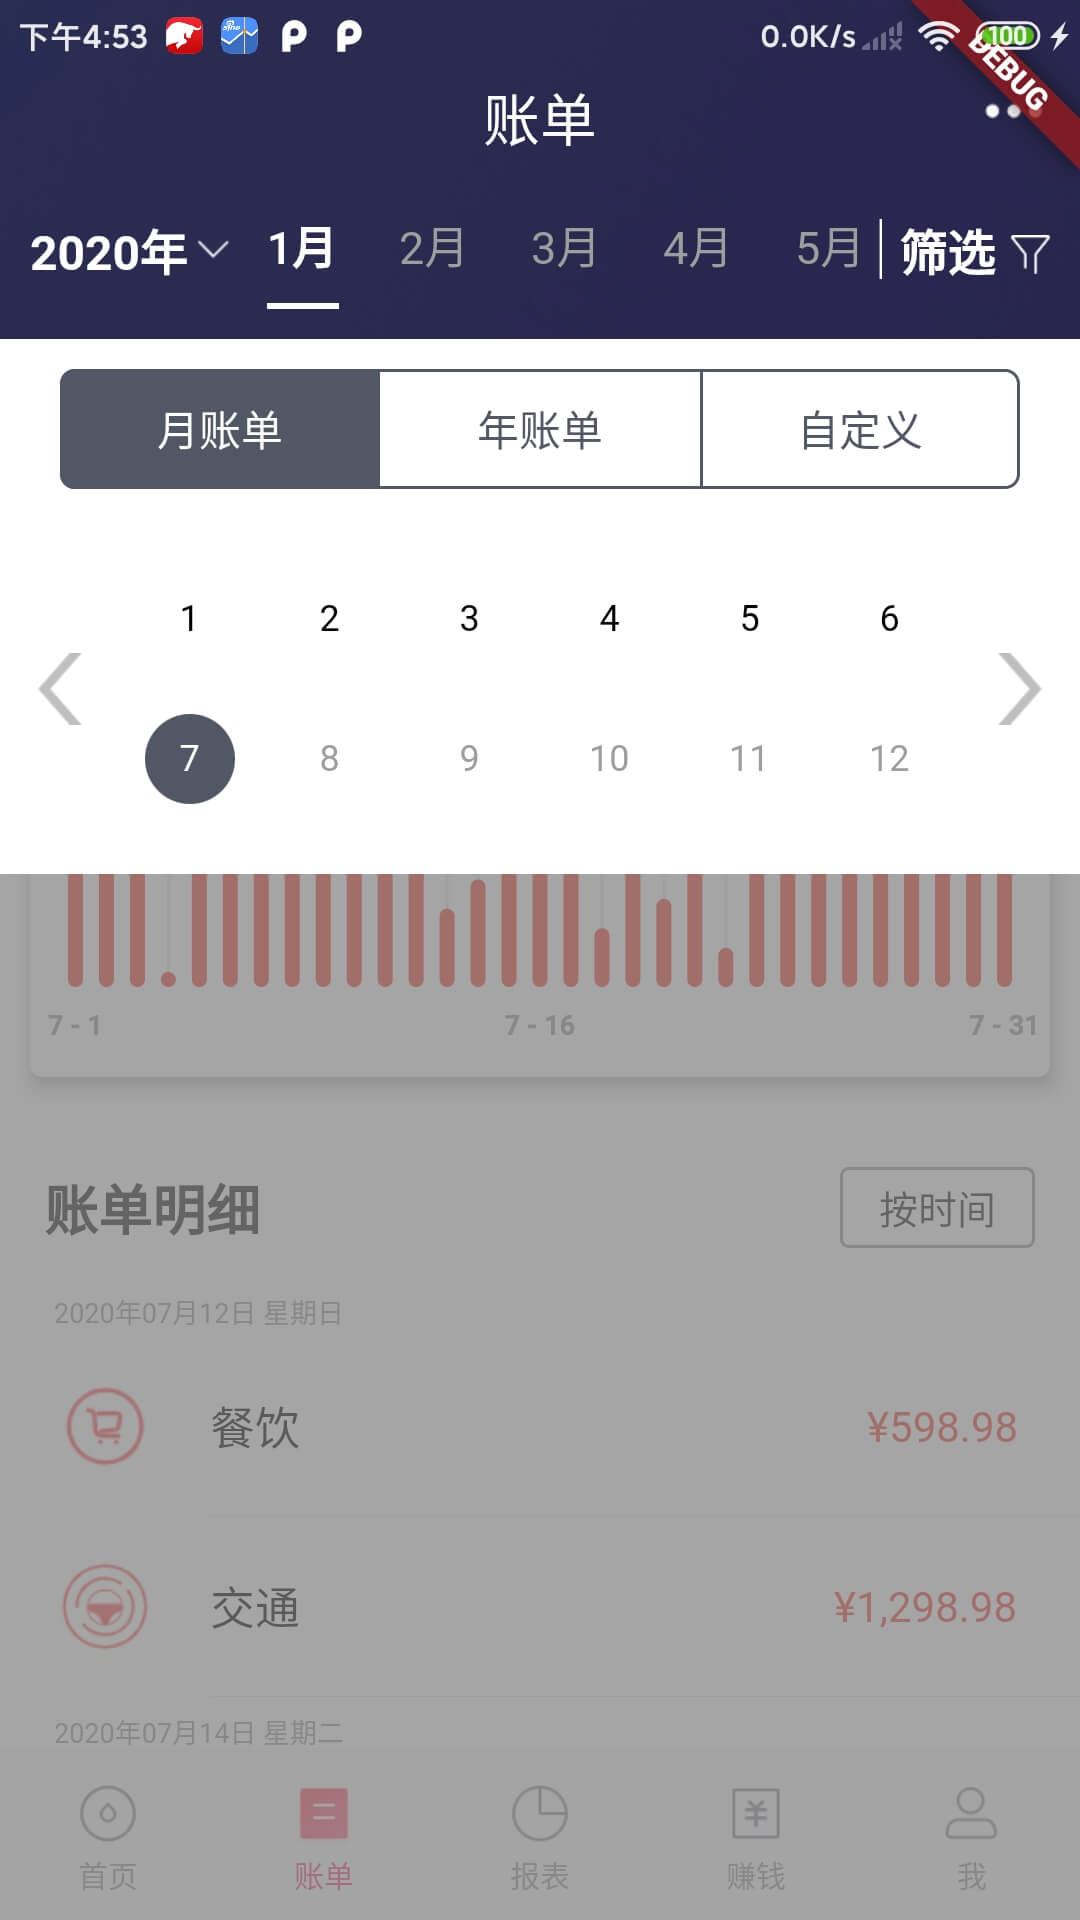 下午4:53 0.0K/s 100
DEBUG
账单
2020年 1月 2月 3月 4月 5月 筛选
月账单 年账单 自定义
1 2 3 4 5 6
7 8 9 10 11 12
7 - 1 7 - 16 7 - 31
账单明细 按时间
2020年07月12日 星期日
餐饮 ¥598.98
交通 ¥1,298.98
2020年07月14日 星期二
首页 账单 报表 赚钱 我